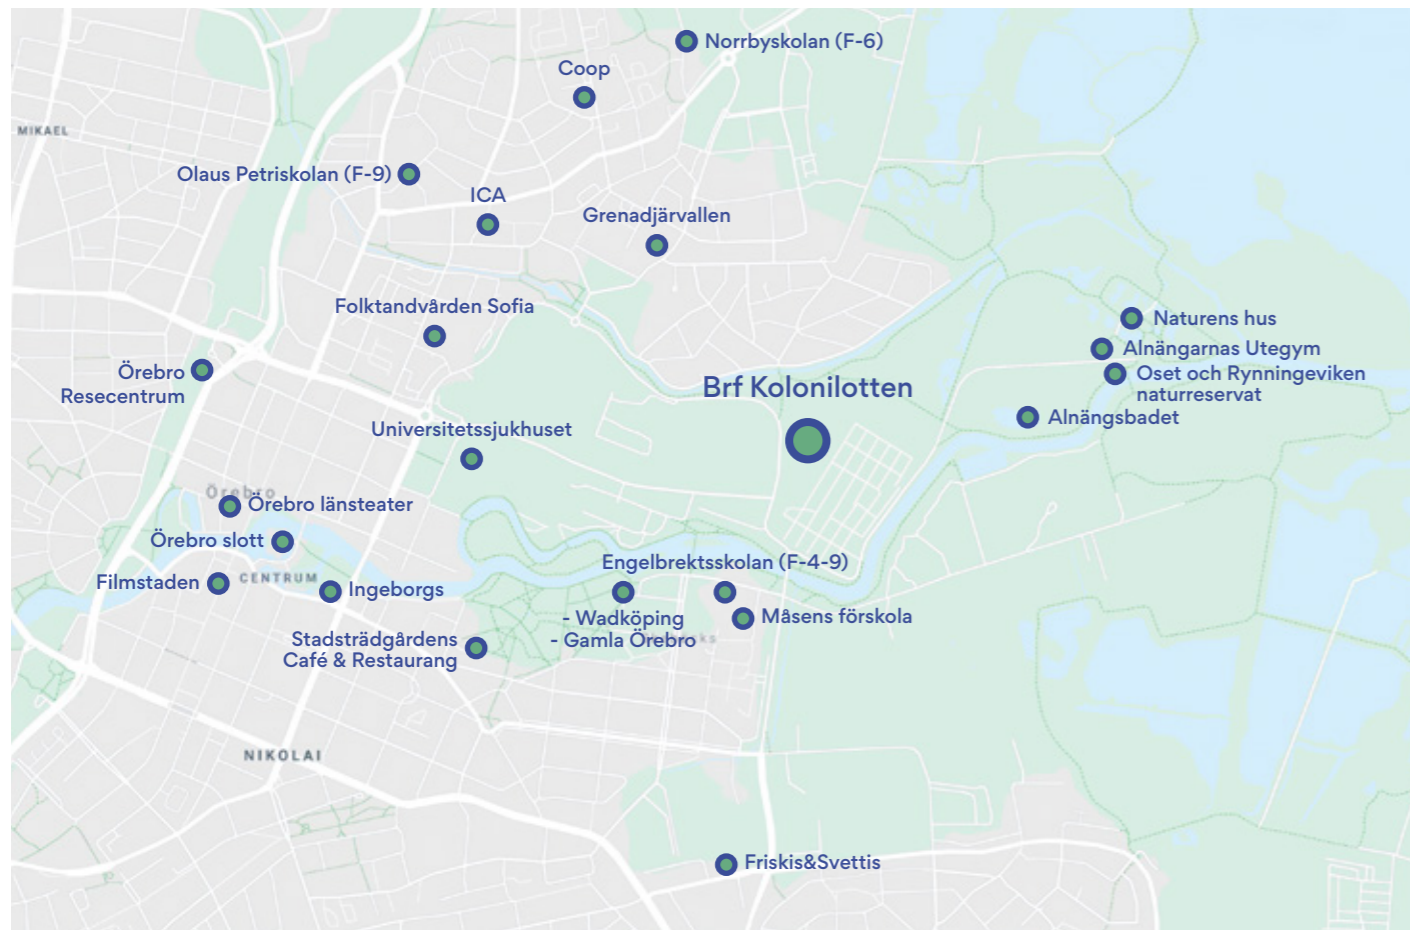 Norrbyskolan (F-6)
Coop
MIKAEL
Olaus Petriskolan (F-9)
ICA
Grenadjärvallen
Folktandvården Sofia
Naturens hus
Alnängarnas Utegym
Örebro
Resecentrum
Oset och Rynningeviken
naturreservat
Brf Kolonilotten
Alnängsbadet
Universitetssjukhuset
Örebro
Örebro länsteater
Örebro slott
Engelbrektsskolan (F-4-9)
Filmstaden
CENTRUM
Ingeborgs
- Wadköping
- Gamla Örebro
Måsens förskola
Stadsträdgårdens
Café & Restaurang
NIKOLAI
Friskis&Svettis